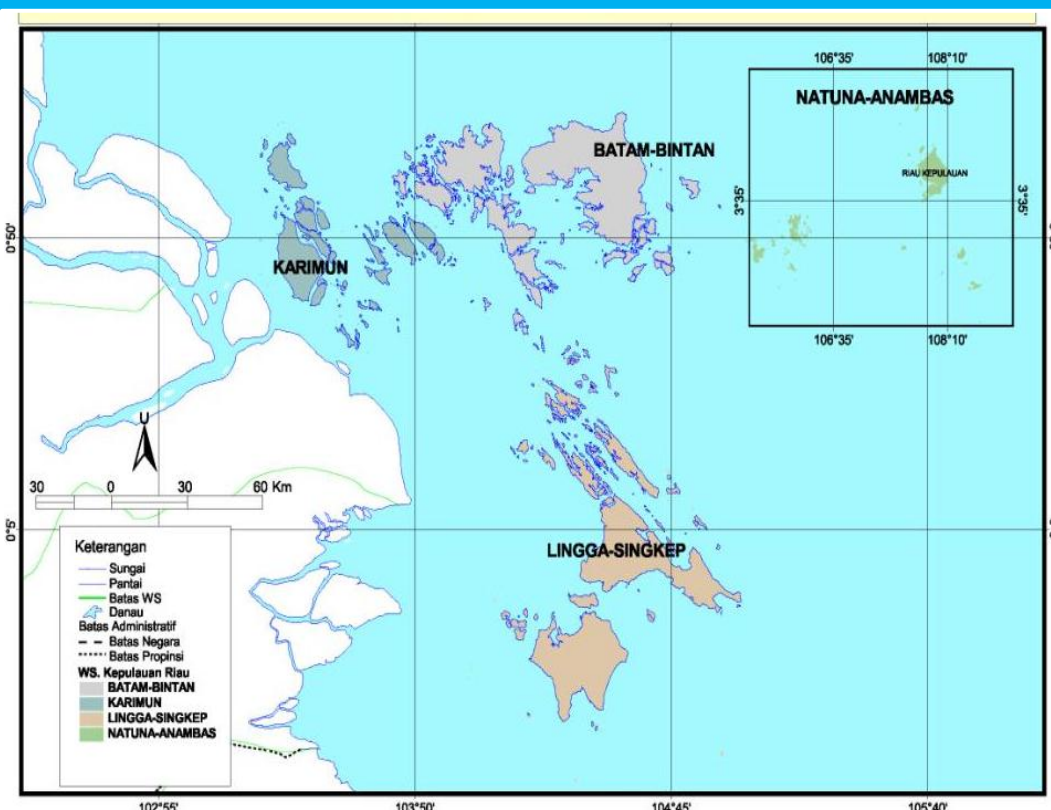 106°35' 108°10'
NATUNA-ANAMBAS
RIAU KEPULAUAN
3°35' 3°35'
106°35' 108°10'
BATAM-BINTAN
0°50'
KARIMUN
U
30 0 30 60 Km
0°5'
LINGGA-SINGKEP
Keterangan
Sungai
Pantai
Batas WS
Danau
Batas Administratif
Batas Negara
Batas Propinsi
WS. Kepulauan Riau
BATAM-BINTAN
KARIMUN
LINGGA-SINGKEP
NATUNA-ANAMBAS
102°55' 103°50' 104°45' 105°40'